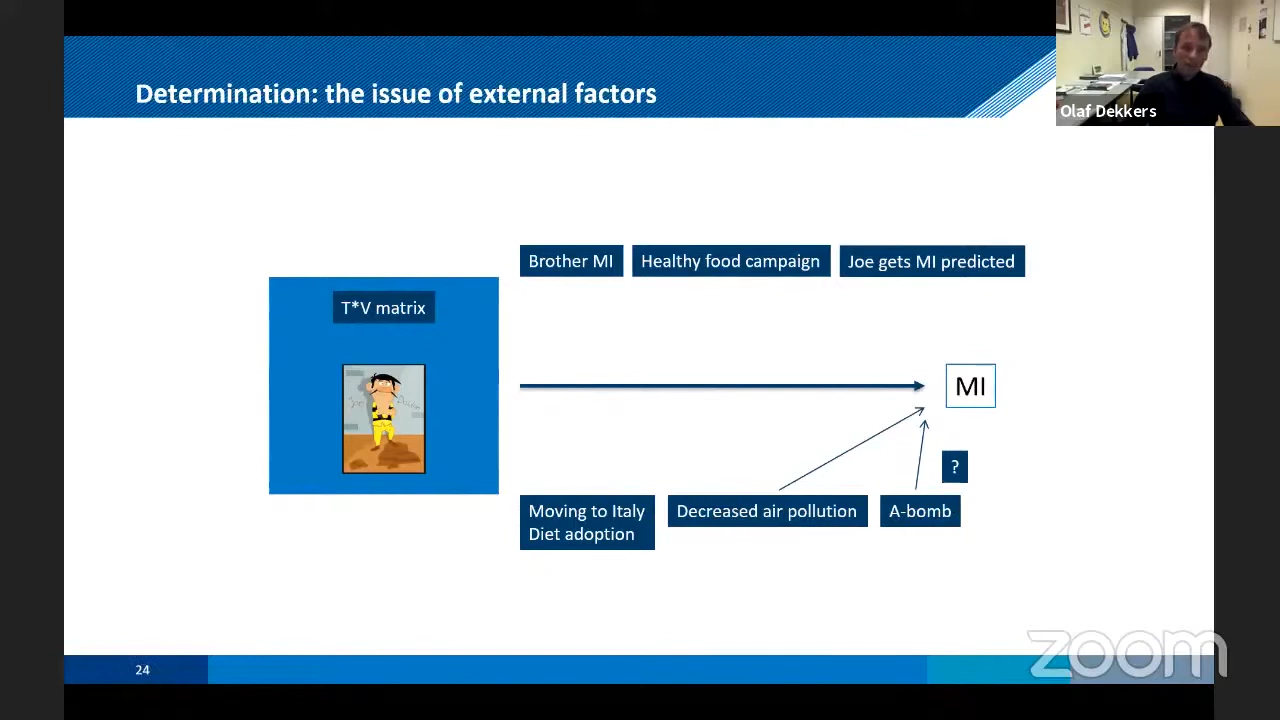 Determination: the issue of external factors
Olaf Dekkers
Brother MI
Healthy food campaign
Joe gets MI predicted
T*V matrix
MI
?
Moving to Italy
Diet adoption
Decreased air pollution
A-bomb
24
zoom